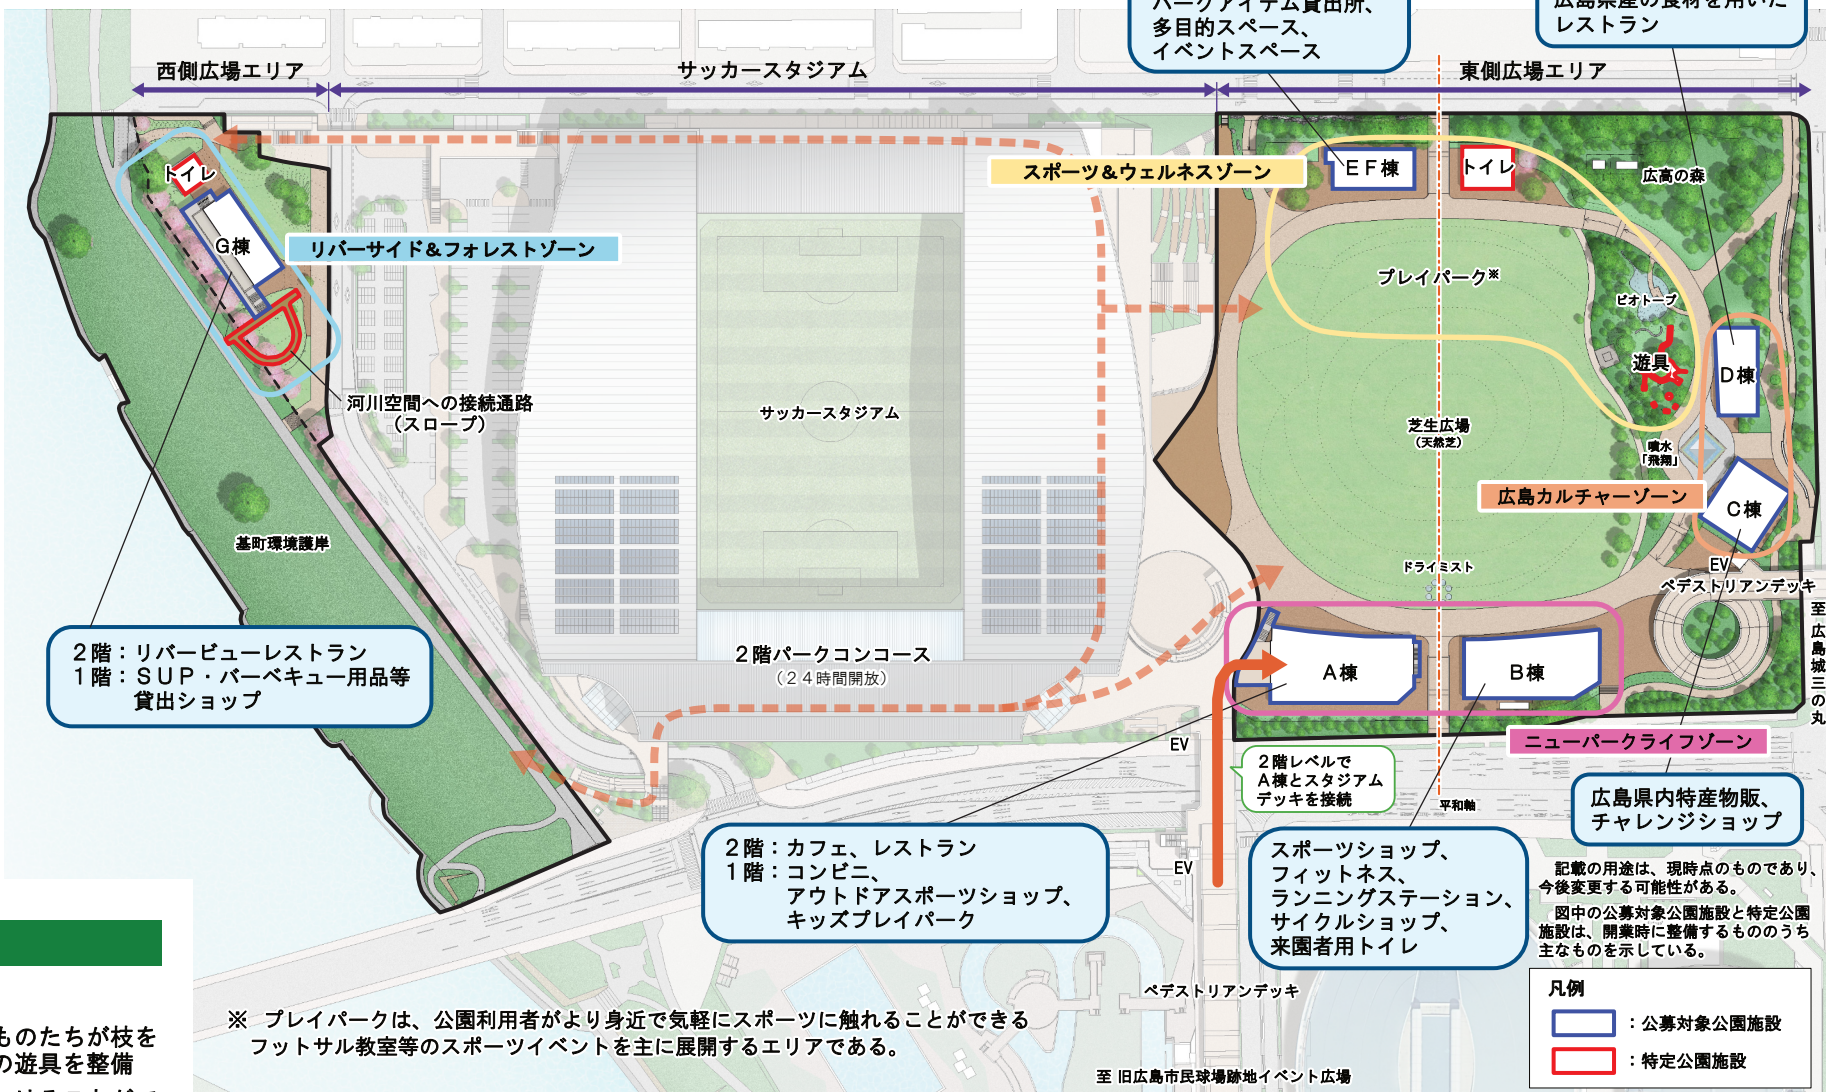 パークアイテム貸出所、
多目的スペース、
イベントスペース
広島県産の食材を用いた
レストラン
西側広場エリア
サッカースタジアム
東側広場エリア
トイレ
G棟
リバーサイド&フォレストゾーン
河川空間への接続通路
（スロープ）
基町環境護岸
2階：リバービューレストラン
1階：SUP・バーベキュー用品等
貸出ショップ
サッカースタジアム
2階パークコンコース
（24時間開放）
スポーツ&ウェルネスゾーン
EF棟
トイレ
広高の森
プレイパーク※
ビオトープ
遊具
D棟
芝生広場
（天然芝）
噴水
「飛翔」
広島カルチャーゾーン
C棟
EV
ペデストリアンデッキ
ドライミスト
至 広島城三の丸
A棟
B棟
ニューパークライフゾーン
EV
2階レベルで
A棟とスタジアム
デッキを接続
平和軸
広島県内特産物販、
チャレンジショップ
2階：カフェ、レストラン
1階：コンビニ、
アウトドアスポーツショップ、
キッズプレイパーク
EV
スポーツショップ、
フィットネス、
ランニングステーション、
サイクルショップ、
来園者用トイレ
記載の用途は、現時点のものであり、
今後変更する可能性がある。
図中の公募対象公園施設と特定公園
施設は、開業時に整備するもののうち
主なものを示している。
凡例
：公募対象公園施設
：特定公園施設
ペデストリアンデッキ
至 旧広島市民球場跡地イベント広場
※ プレイパークは、公園利用者がより身近で気軽にスポーツに触れることができる
フットサル教室等のスポーツイベントを主に展開するエリアである。
ものたちが枝を
の遊具を整備